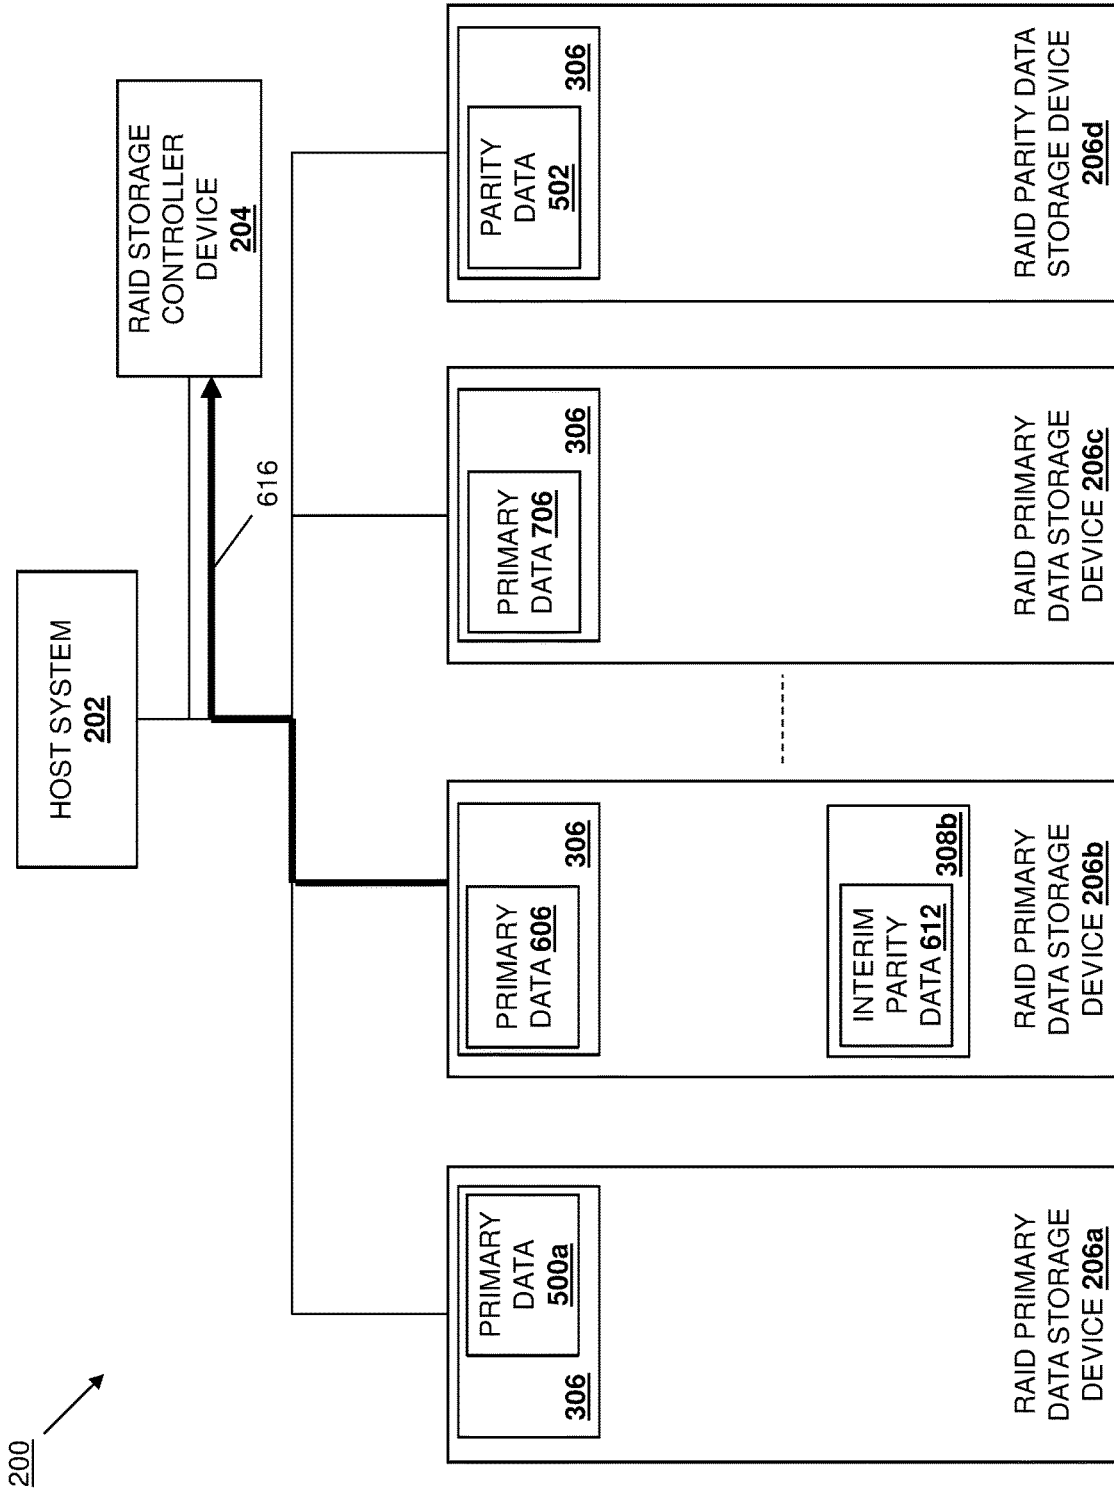 200
HOST SYSTEM
202
RAID STORAGE
CONTROLLER
DEVICE
204
616
PRIMARY
DATA
500a
306
RAID PRIMARY
DATA STORAGE
DEVICE 206a
PRIMARY
DATA 606
306
INTERIM
PARITY
DATA 612
308b
RAID PRIMARY
DATA STORAGE
DEVICE 206b
PRIMARY
DATA 706
306
RAID PRIMARY
DATA STORAGE
DEVICE 206c
PARITY
DATA
502
306
RAID PARITY DATA
STORAGE DEVICE
206d